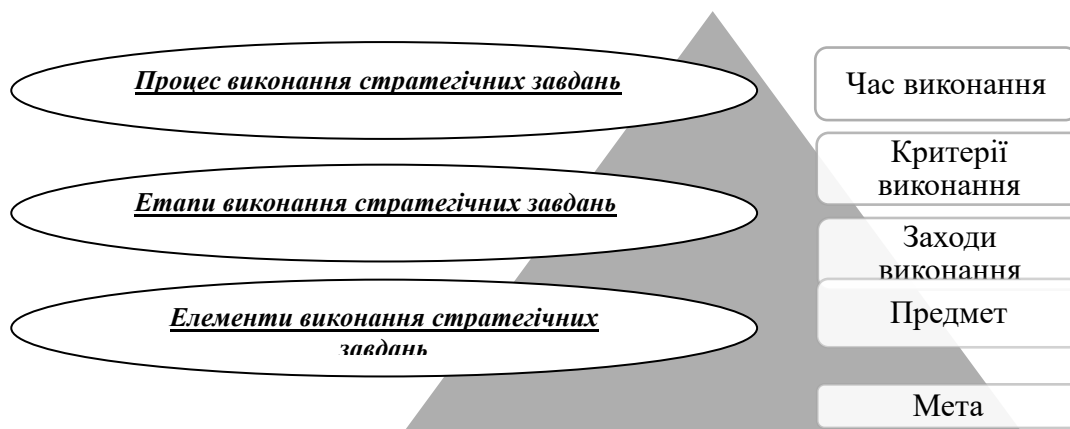 Процес виконання стратегічних завдань
Етапи виконання стратегічних завдань
Елементи виконання стратегічних
завдань
Час виконання
Критерії
виконання
Заходи
виконання
Предмет
Мета